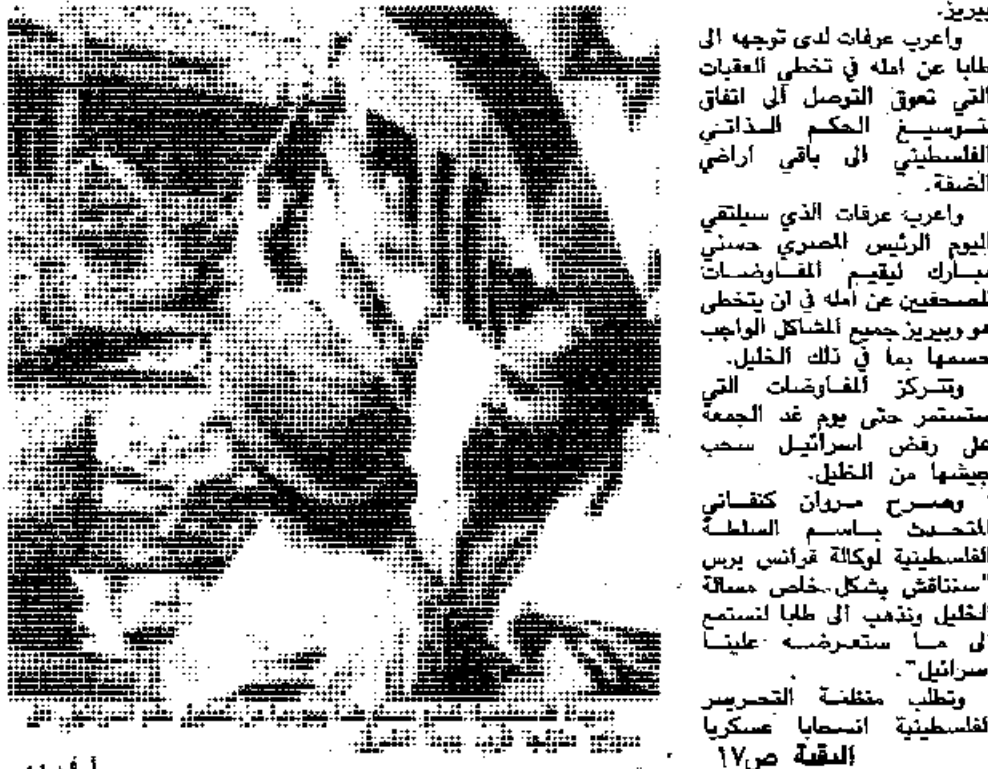 بيريز.
واعرب عرفات لدى توجهه الى
طابا عن امله في تخطي العقبات
التي تعوق التوصل الى اتفاق
توسيع الحكم الذاتي
الفلسطيني الى باقي اراضي
الضفة.
واعرب عرفات الذي سيلتقي
اليوم الرئيس المصري حسني
مبارك ليقيم المفاوضات
للصحفيين عن امله في ان يتخطى
هو وبيريز جميع المشاكل الواجب
حسمها بما في ذلك الخليل.
وتتركز المفاوضات التي
ستستمر حتى يوم غد الجمعة
على رفض اسرائيل سحب
جيشها من الخليل.
وصرح مروان كنفاني
المتحدث باسم السلطة
الفلسطينية لوكالة فرانس برس
"سنناقش بشكل خاص مسالة
الخليل ونذهب الى طابا لنستمع
الى ما ستعرضه علينا
اسرائيل".
وتطلب منظمة التحرير
الفلسطينية انسحابا عسكريا
البقية ص١٧